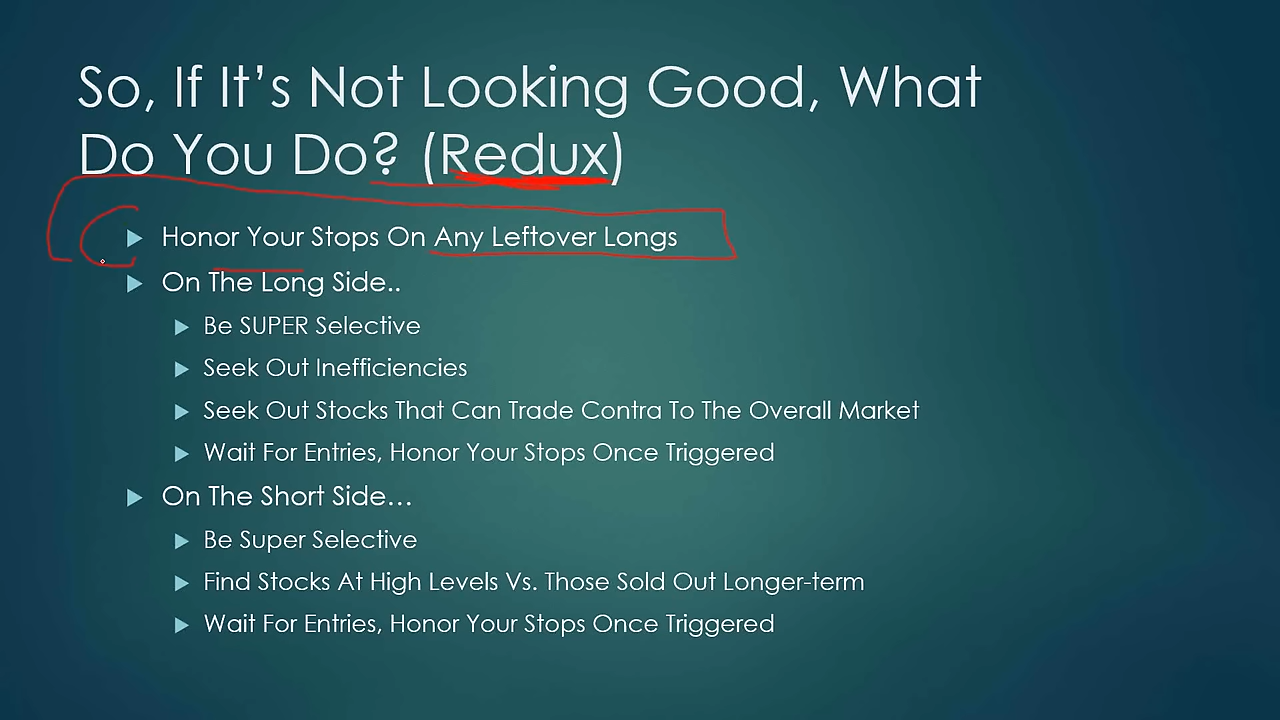 So, If It’s Not Looking Good, What
Do You Do? (Redux)
Honor Your Stops On Any Leftover Longs
On The Long Side..
Be SUPER Selective
Seek Out Inefficiencies
Seek Out Stocks That Can Trade Contra To The Overall Market
Wait For Entries, Honor Your Stops Once Triggered
On The Short Side…
Be Super Selective
Find Stocks At High Levels Vs. Those Sold Out Longer-term
Wait For Entries, Honor Your Stops Once Triggered